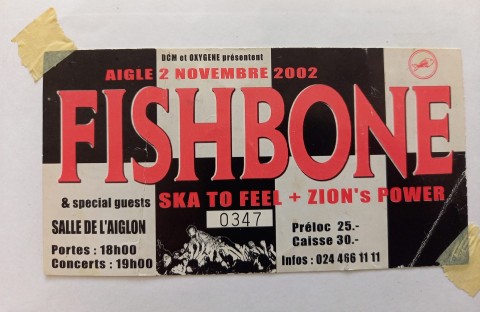 DCM et OXYGENE présentent
AIGLE 2 NOVEMBRE 2002
FISHBONE
& special guests SKA TO FEEL + ZION's POWER
SALLE DE L'AIGLON
Portes : 18h00
Concerts : 19h00
0347
Préloc 25.-
Caisse 30.-
Infos : 024 466 11 11